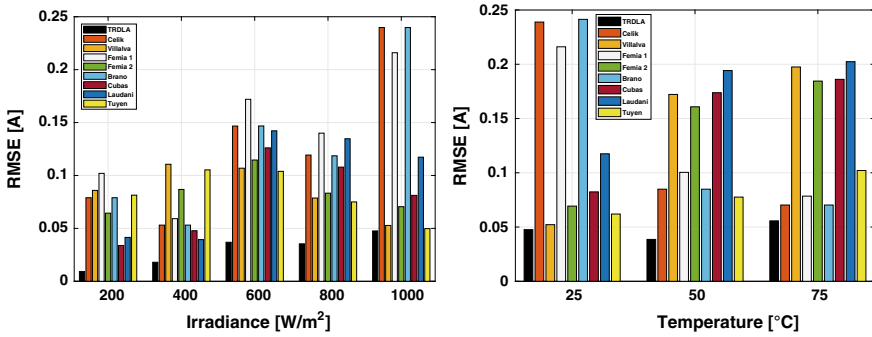 0.25
0.2
0.15
0.1
0.05
0
RMSE [A]
TRDLA
Celik
Villalva
Femia 1
Femia 2
Brano
Cubas
Laudani
Tuyen
200 400 600 800 1000
Irradiance [W/m²]
0.25
0.2
0.15
0.1
0.05
0
RMSE [A]
TRDLA
Celik
Villalva
Femia 1
Femia 2
Brano
Cubas
Laudani
Tuyen
25 50 75
Temperature [°C]